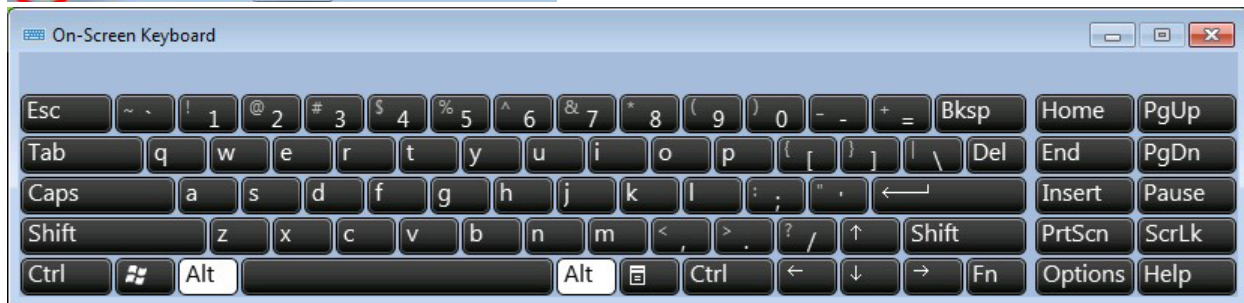 On-Screen Keyboard
Esc ~ ` ! 1 @ 2 # 3 $ 4 % 5 ^ 6 & 7 * 8 ( 9 ) 0 - - + = Bksp Home PgUp
Tab q w e r t y u i o p { [ } ] | \ Del End PgDn
Caps a s d f g h j k l : ; " ' Insert Pause
Shift z x c v b n m < , > . ? / ↑ Shift PrtScn ScrLk
Ctrl Alt Alt Ctrl ← ↓ → Fn Options Help